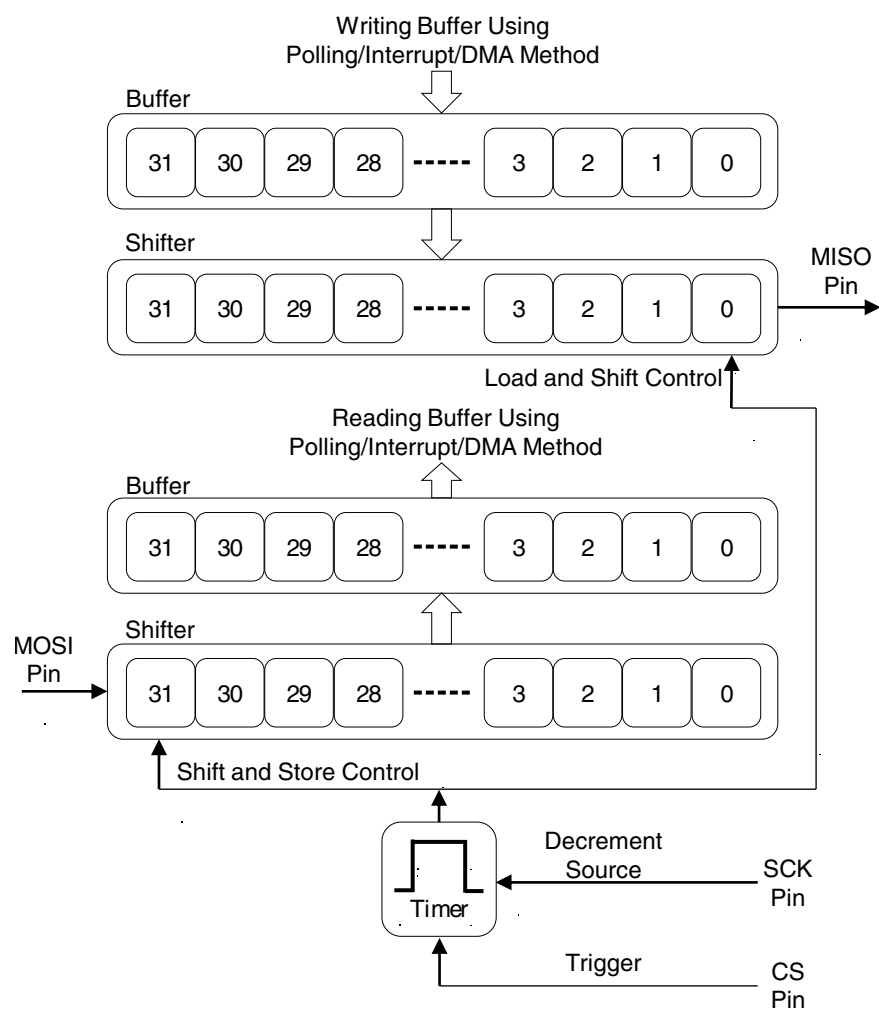 Writing Buffer Using
Polling/Interrupt/DMA Method
Buffer
31 30 29 28 ------ 3 2 1 0
Shifter
31 30 29 28 ------ 3 2 1 0
MISO
Pin
Load and Shift Control
Reading Buffer Using
Polling/Interrupt/DMA Method
Buffer
31 30 29 28 ------ 3 2 1 0
Shifter
MOSI
Pin
31 30 29 28 ------ 3 2 1 0
Shift and Store Control
Decrement
Source
SCK
Pin
Timer
Trigger
CS
Pin